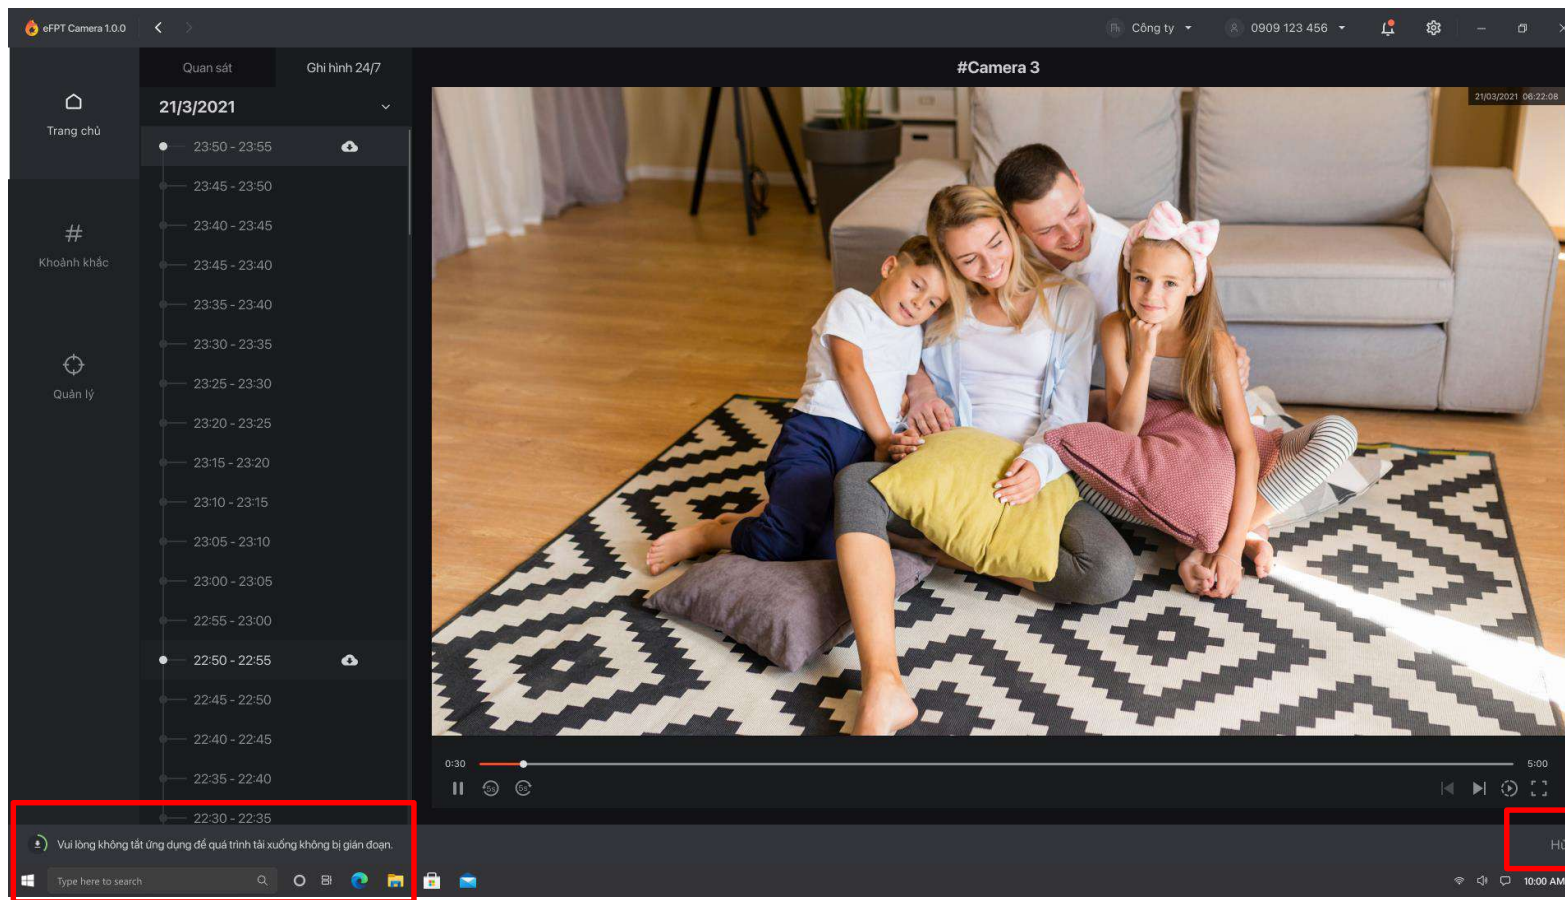 eFPT Camera 1.0.0
Công ty
0909 123 456
Quan sát
Ghi hình 24/7
#Camera 3
21/3/2021
21/03/2021 06:22:08
Trang chủ
Khoảnh khắc
Quản lý
23:50 - 23:55
23:45 - 23:50
23:40 - 23:45
23:45 - 23:40
23:35 - 23:40
23:30 - 23:35
23:25 - 23:30
23:20 - 23:25
23:15 - 23:20
23:10 - 23:15
23:05 - 23:10
23:00 - 23:05
22:55 - 23:00
22:50 - 22:55
22:45 - 22:50
22:40 - 22:45
22:35 - 22:40
22:30 - 22:35
0:30
5:00
5s
5s
Vui lòng không tắt ứng dụng để quá trình tải xuống không bị gián đoạn.
Type here to search
10:00 AM